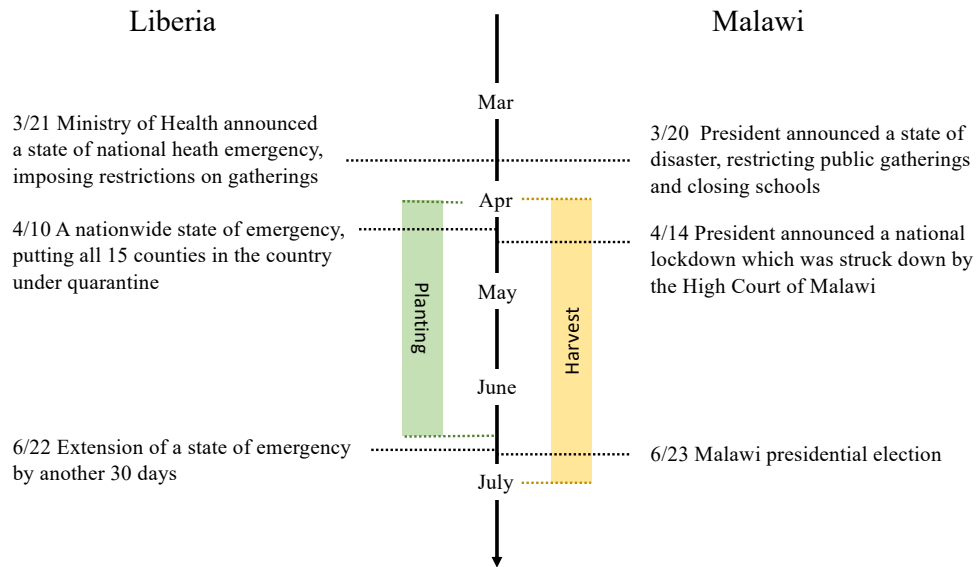 Liberia
Malawi
Mar
3/21 Ministry of Health announced
a state of national heath emergency,
imposing restrictions on gatherings
3/20  President announced a state of
disaster, restricting public gatherings
and closing schools
Apr
4/10 A nationwide state of emergency,
putting all 15 counties in the country
under quarantine
4/14 President announced a national
lockdown which was struck down by
the High Court of Malawi
May
Planting
Harvest
June
6/22 Extension of a state of emergency
by another 30 days
6/23 Malawi presidential election
July